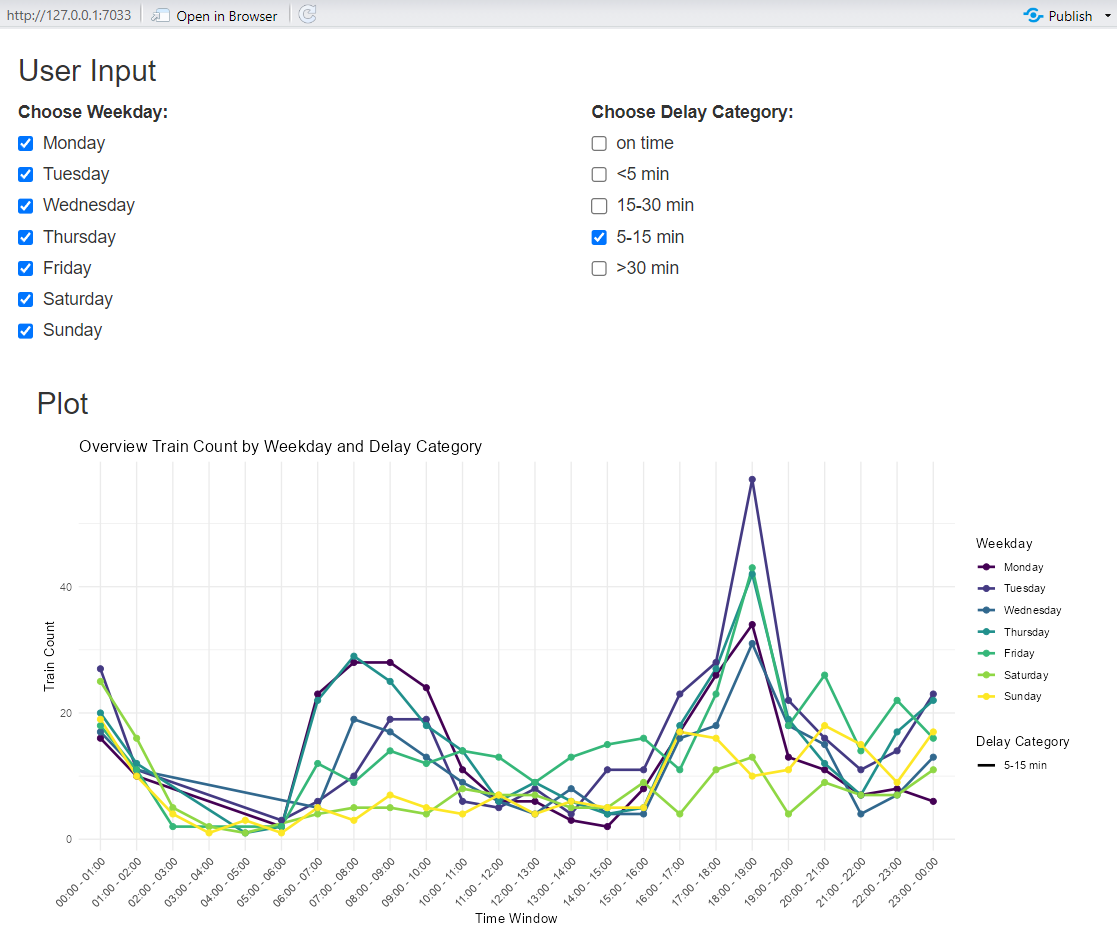 http://127.0.0.1:7033 Open in Browser Publish
User Input
Choose Weekday:
Monday
Tuesday
Wednesday
Thursday
Friday
Saturday
Sunday
Choose Delay Category:
on time
<5 min
15-30 min
5-15 min
>30 min
Plot
Overview Train Count by Weekday and Delay Category
Train Count
40
20
0
00:00 - 01:00
01:00 - 02:00
02:00 - 03:00
03:00 - 04:00
04:00 - 05:00
05:00 - 06:00
06:00 - 07:00
07:00 - 08:00
08:00 - 09:00
09:00 - 10:00
10:00 - 11:00
11:00 - 12:00
12:00 - 13:00
13:00 - 14:00
14:00 - 15:00
15:00 - 16:00
16:00 - 17:00
17:00 - 18:00
18:00 - 19:00
19:00 - 20:00
20:00 - 21:00
21:00 - 22:00
22:00 - 23:00
23:00 - 00:00
Time Window
Weekday
Monday
Tuesday
Wednesday
Thursday
Friday
Saturday
Sunday
Delay Category
5-15 min